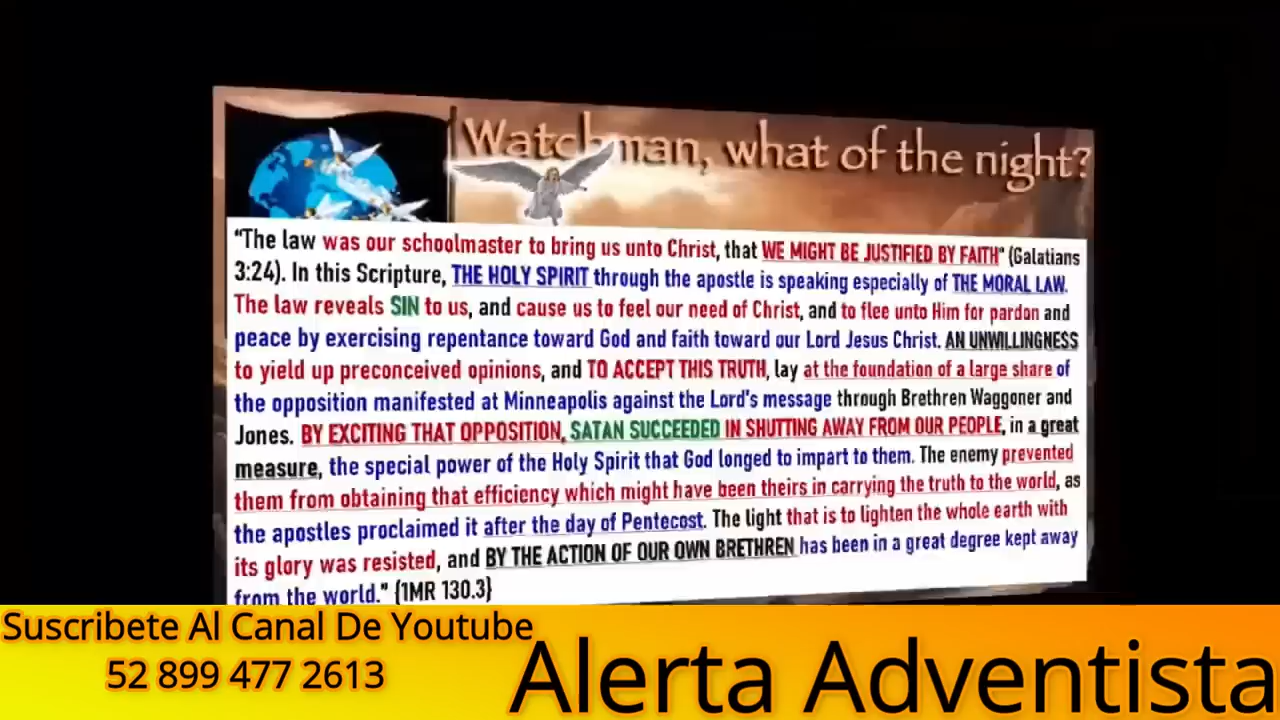 Watchman, what of the night?
“The law was our schoolmaster to bring us unto Christ, that WE MIGHT BE JUSTIFIED BY FAITH” (Galatians
3:24). In this Scripture, THE HOLY SPIRIT through the apostle is speaking especially of THE MORAL LAW.
The law reveals SIN to us, and cause us to feel our need of Christ, and to flee unto Him for pardon and
peace by exercising repentance toward God and faith toward our Lord Jesus Christ. AN UNWILLINGNESS
to yield up preconceived opinions, and TO ACCEPT THIS TRUTH, lay at the foundation of a large share of
the opposition manifested at Minneapolis against the Lord's message through Brethren Waggoner and
Jones. BY EXCITING THAT OPPOSITION, SATAN SUCCEEDED IN SHUTTING AWAY FROM OUR PEOPLE, in a great
measure, the special power of the Holy Spirit that God longed to impart to them. The enemy prevented
them from obtaining that efficiency which might have been theirs in carrying the truth to the world, as
the apostles proclaimed it after the day of Pentecost. The light that is to lighten the whole earth with
its glory was resisted, and BY THE ACTION OF OUR OWN BRETHREN has been in a great degree kept away
from the world.” {1MR 130.3}
Suscribete Al Canal De Youtube
52 899 477 2613
Alerta Adventista